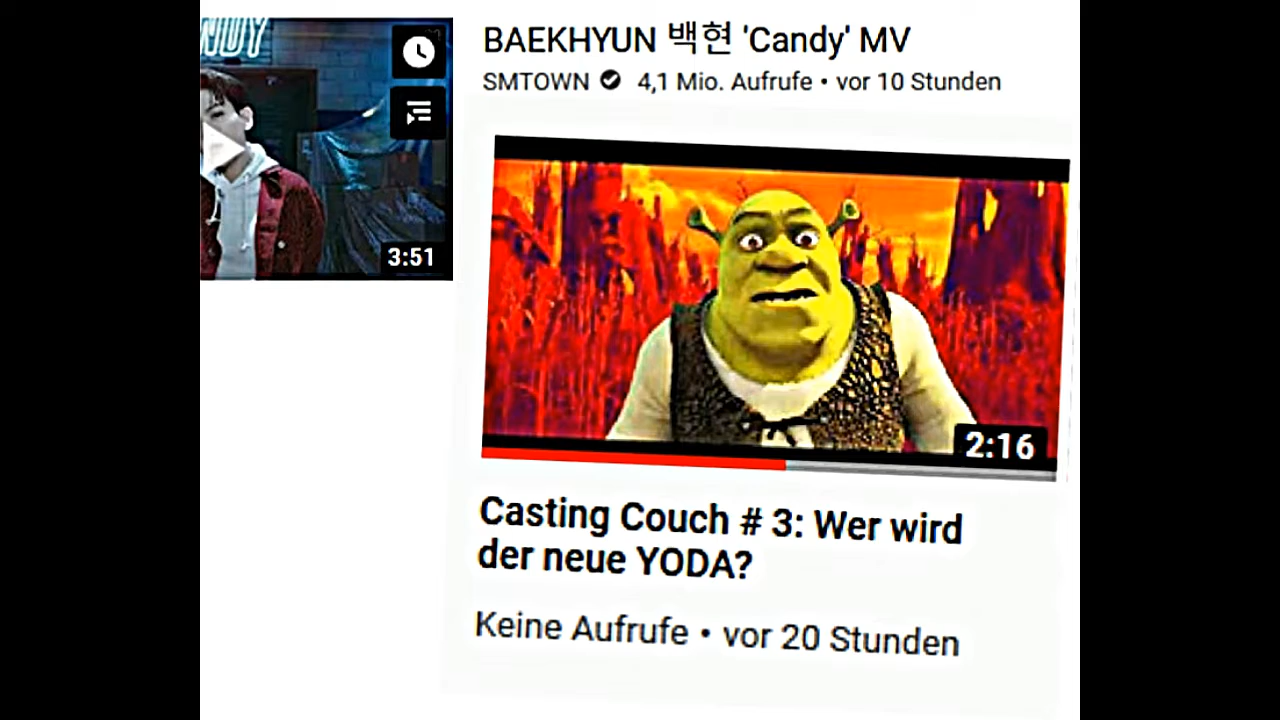 NDY
BAEKHYUN 백현 'Candy' MV
SMTOWN 4,1 Mio. Aufrufe • vor 10 Stunden
3:51
2:16
Casting Couch # 3: Wer wird
der neue YODA?
Keine Aufrufe • vor 20 Stunden